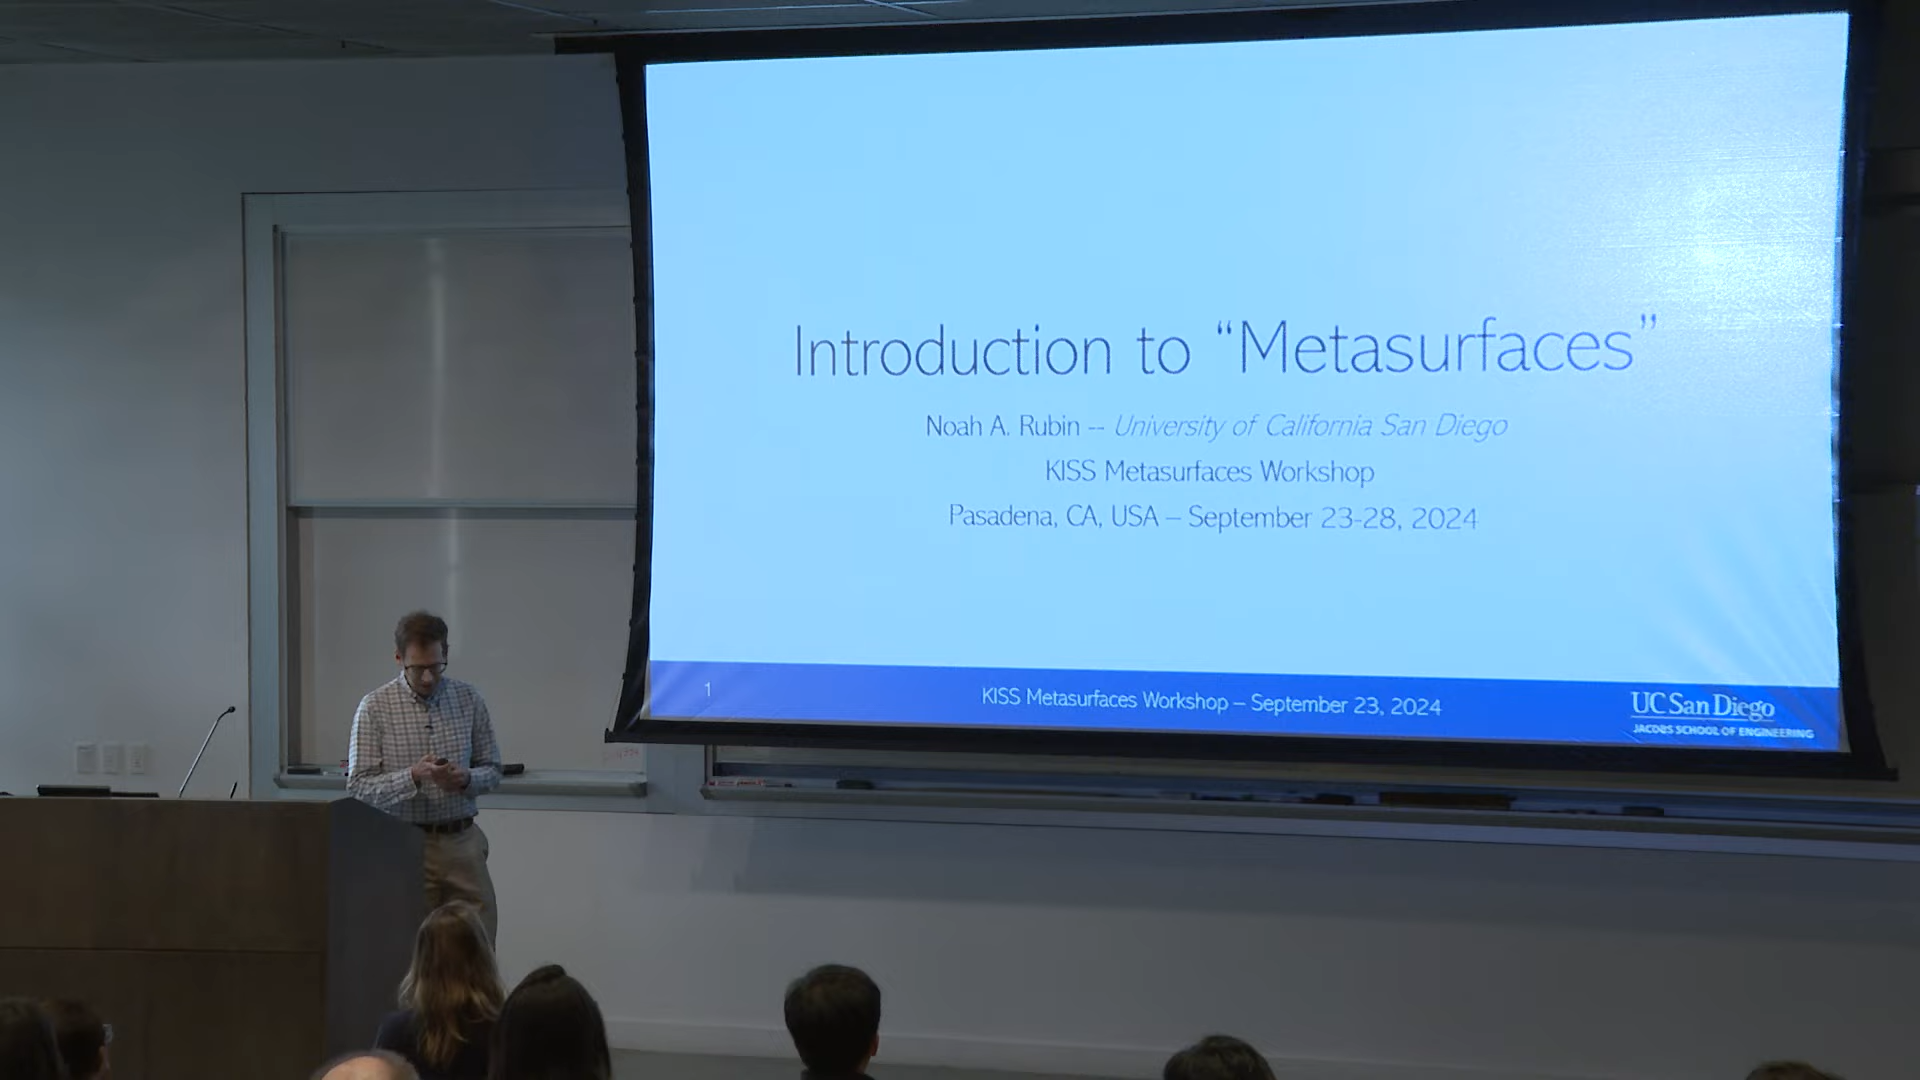 Introduction to “Metasurfaces”
Noah A. Rubin -- University of California San Diego
KISS Metasurfaces Workshop
Pasadena, CA, USA – September 23-28, 2024
1
KISS Metasurfaces Workshop – September 23, 2024
UC San Diego
JACOBS SCHOOL OF ENGINEERING